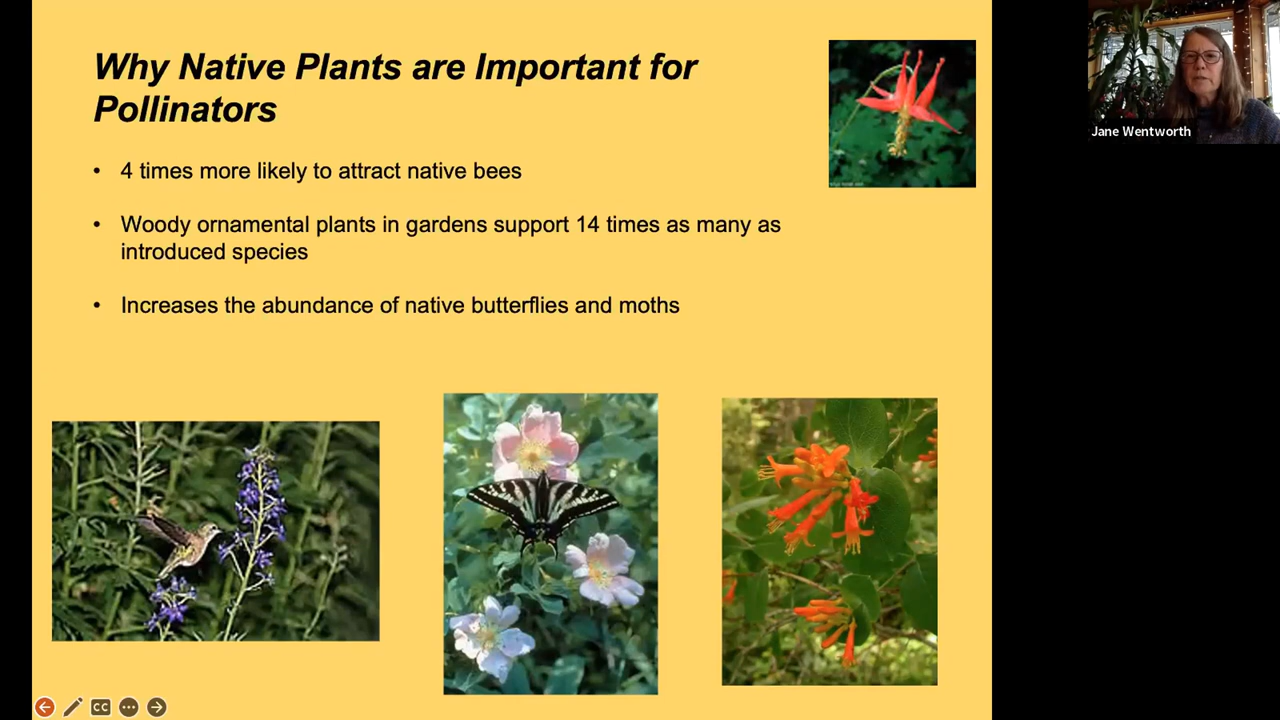 Why Native Plants are Important for
Pollinators
• 4 times more likely to attract native bees
• Woody ornamental plants in gardens support 14 times as many as
introduced species
• Increases the abundance of native butterflies and moths
Jane Wentworth
CC